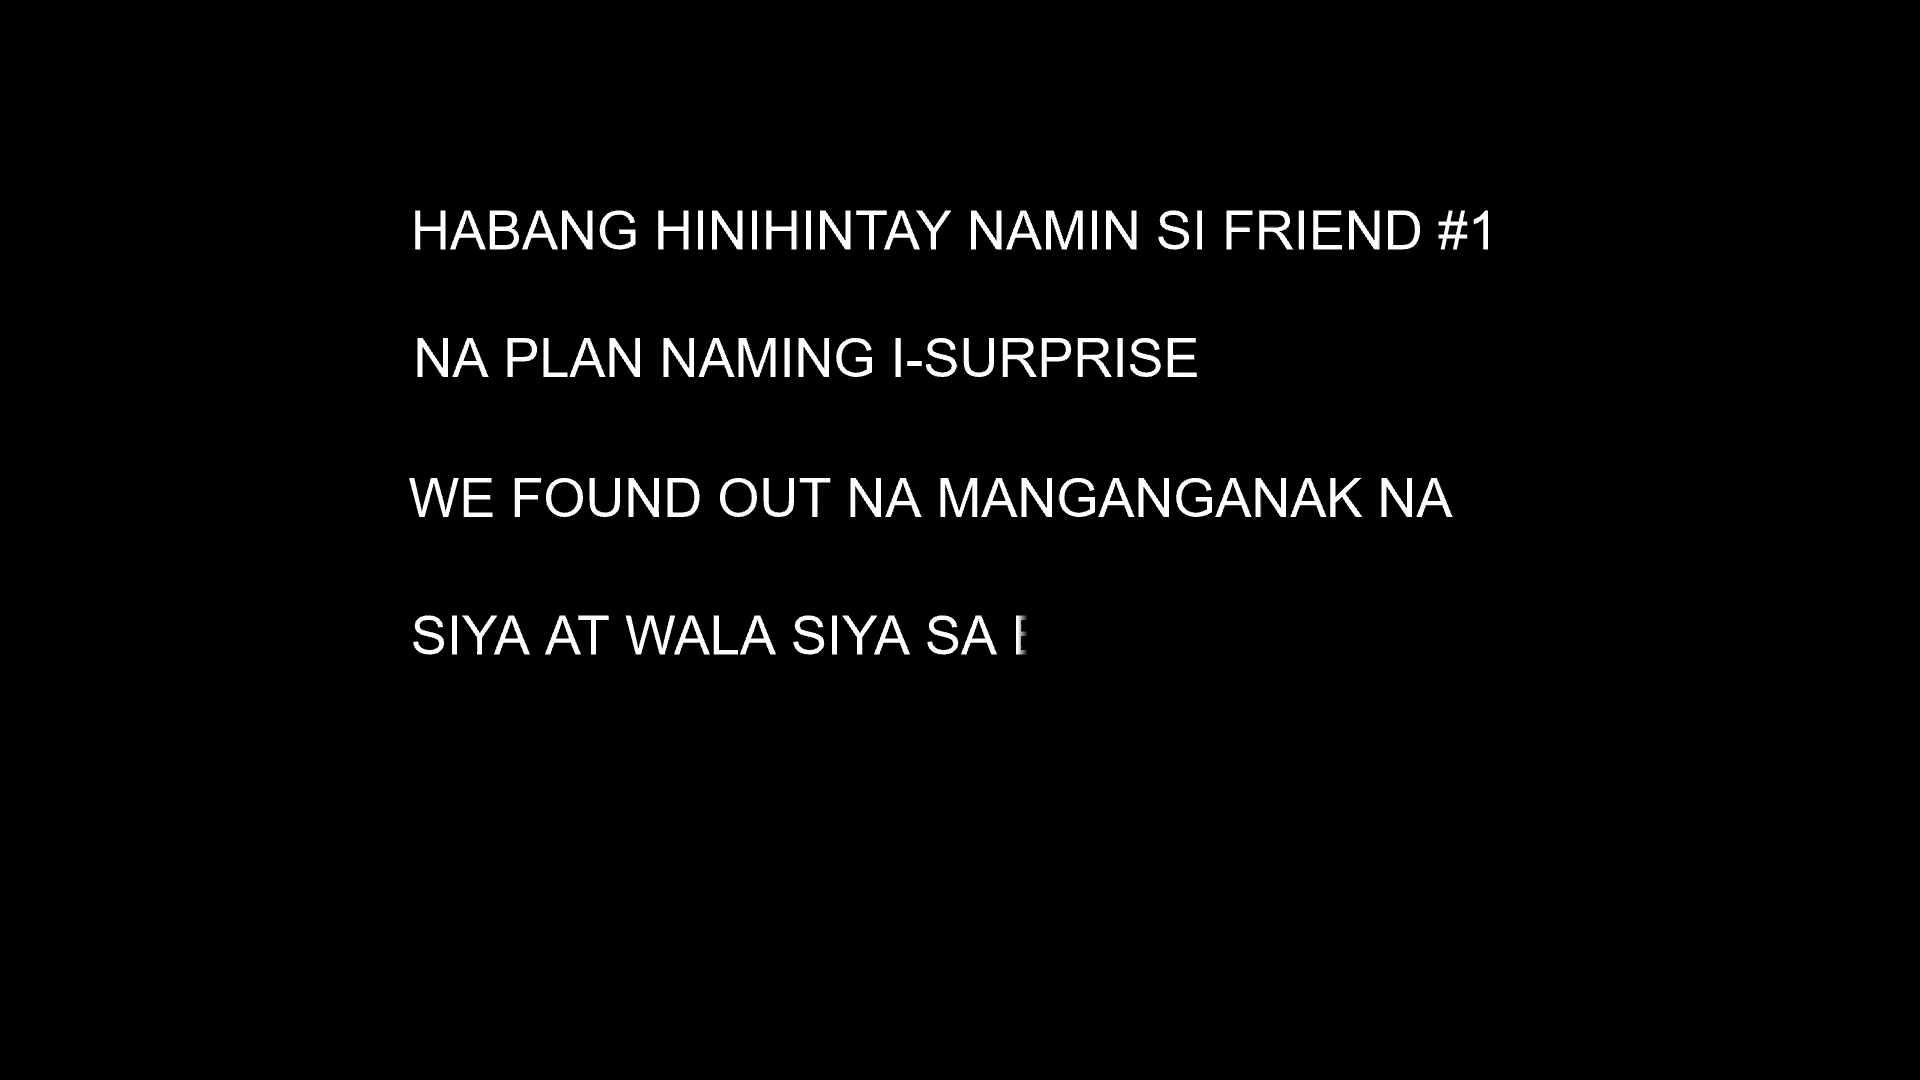 HABANG HINIHINTAY NAMIN SI FRIEND #1
NA PLAN NAMING I-SURPRISE
WE FOUND OUT NA MANGANGANAK NA
SIYA AT WALA SIYA SA